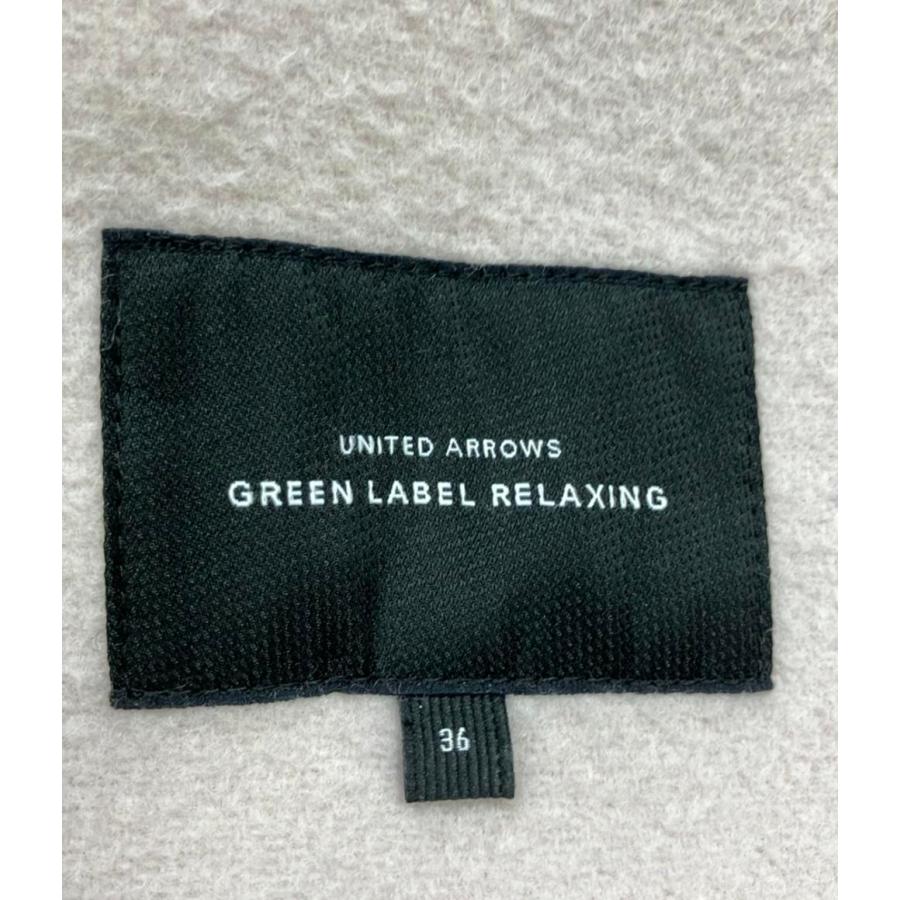 UNITED ARROWS
GREEN LABEL RELAXING
36